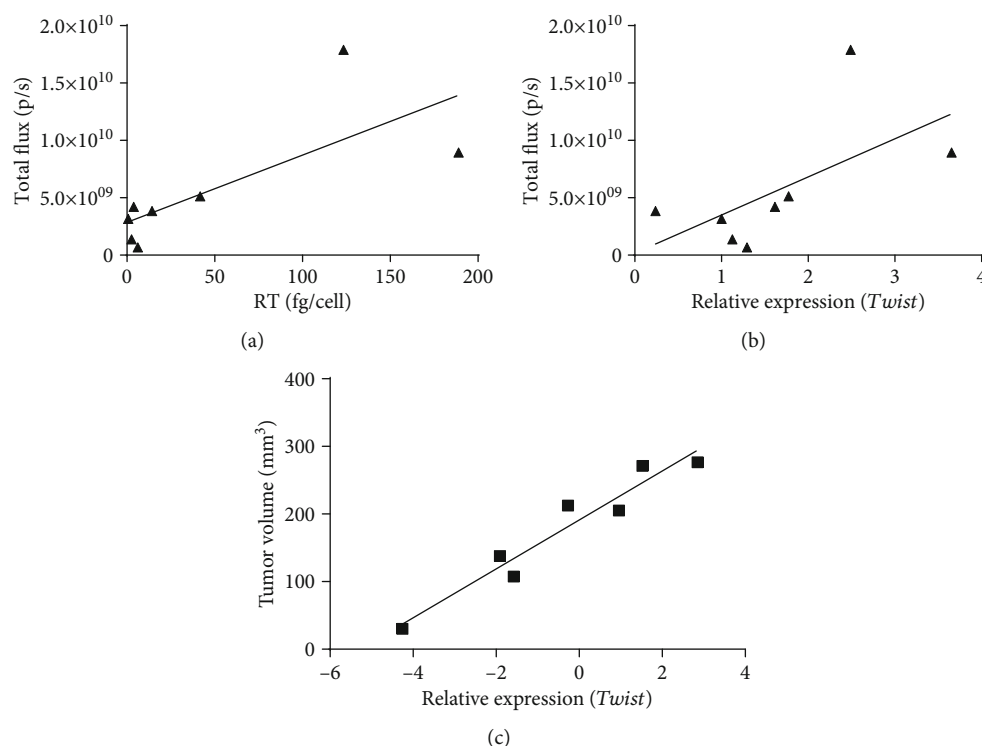 Total flux (p/s)
2.0×10¹⁰
1.5×10¹⁰
1.0×10¹⁰
5.0×10⁰⁹
0
0 50 100 150 200
RT (fg/cell)
(a)
Total flux (p/s)
2.0×10¹⁰
1.5×10¹⁰
1.0×10¹⁰
5.0×10⁰⁹
0
0 1 2 3 4
Relative expression (Twist)
(b)
Tumor volume (mm³)
400
300
200
100
0
−6 −4 −2 0 2 4
Relative expression (Twist)
(c)